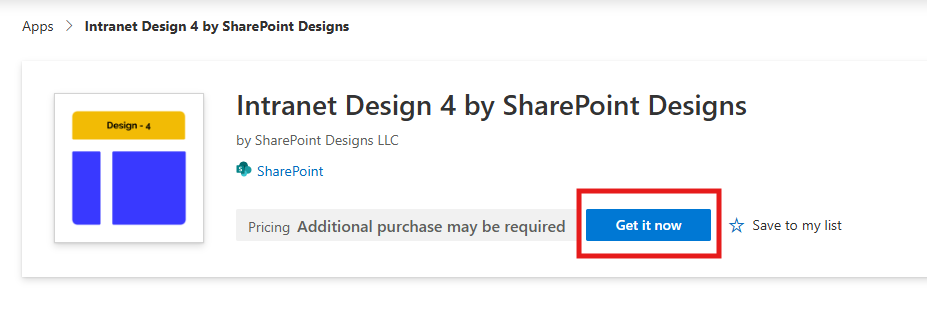 Apps > Intranet Design 4 by SharePoint Designs
Design - 4
Intranet Design 4 by SharePoint Designs
by SharePoint Designs LLC
SharePoint
Pricing Additional purchase may be required Get it now Save to my list